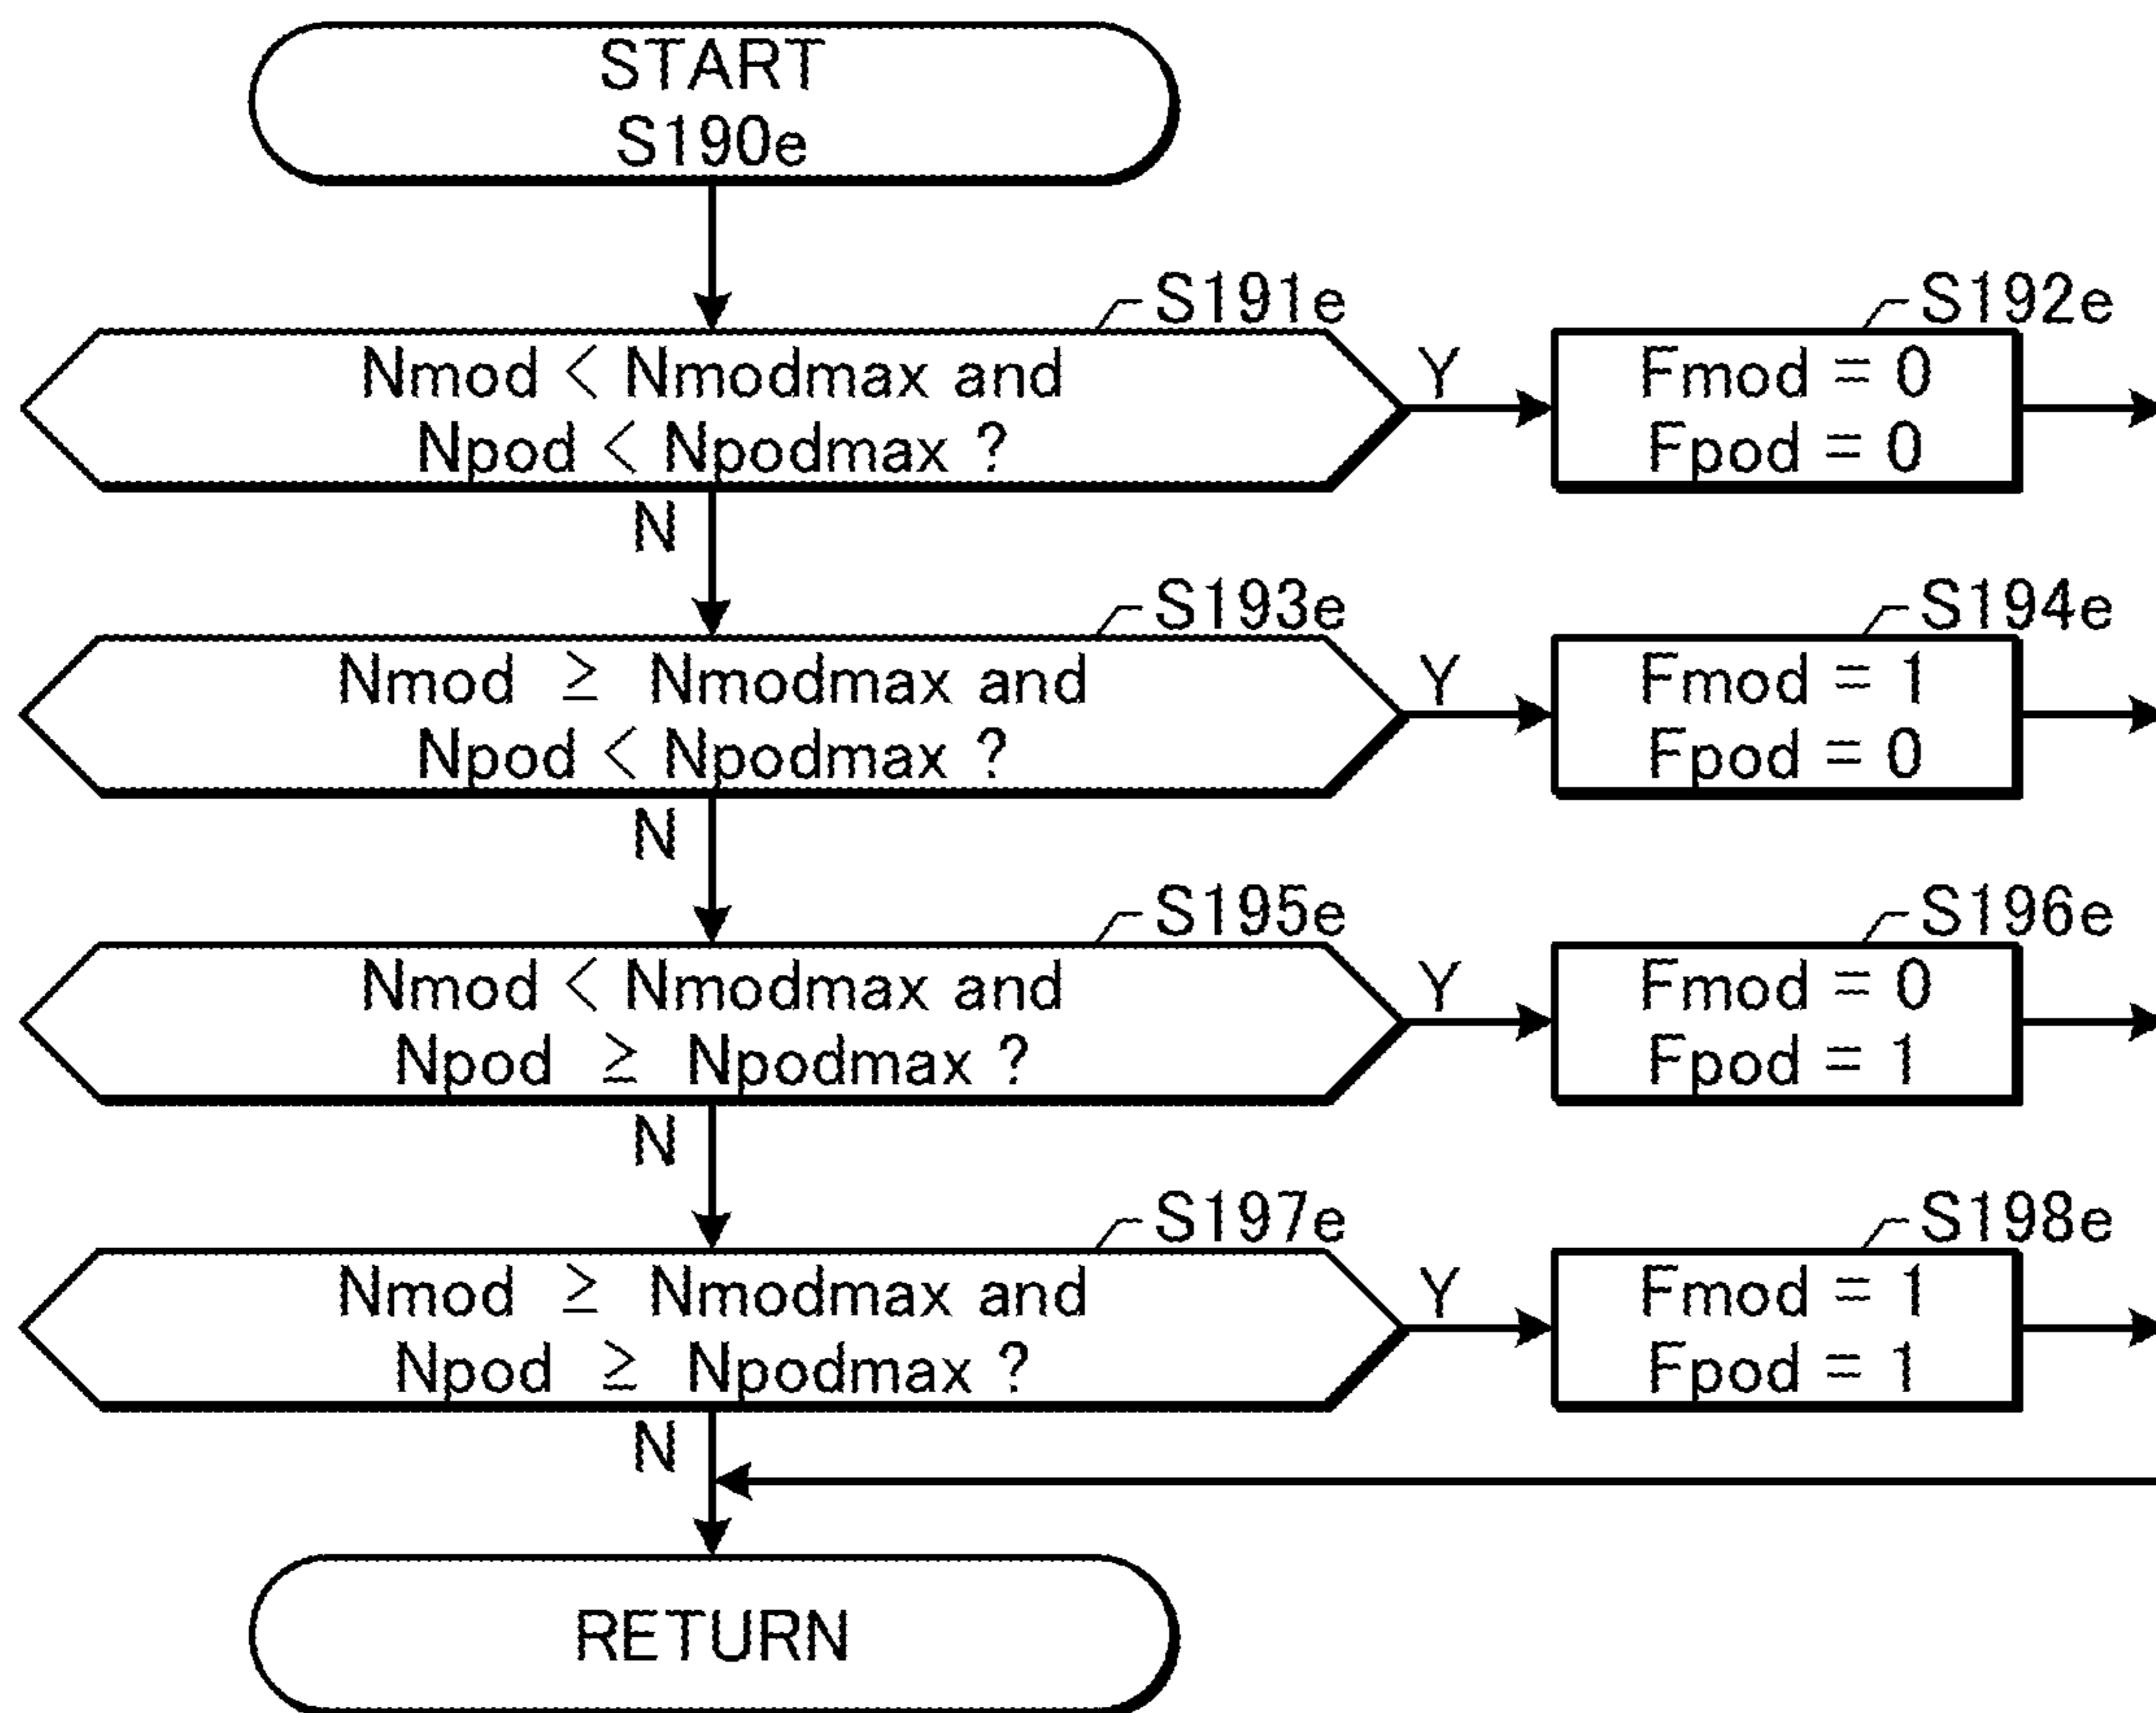 START
S190e
S191e
Nmod < Nmodmax and
Npod < Npodmax ?
Y
S192e
Fmod = 0
Fpod = 0
N
S193e
Nmod ≥ Nmodmax and
Npod < Npodmax ?
Y
S194e
Fmod = 1
Fpod = 0
N
S195e
Nmod < Nmodmax and
Npod ≥ Npodmax ?
Y
S196e
Fmod = 0
Fpod = 1
N
S197e
Nmod ≥ Nmodmax and
Npod ≥ Npodmax ?
Y
S198e
Fmod = 1
Fpod = 1
N
RETURN